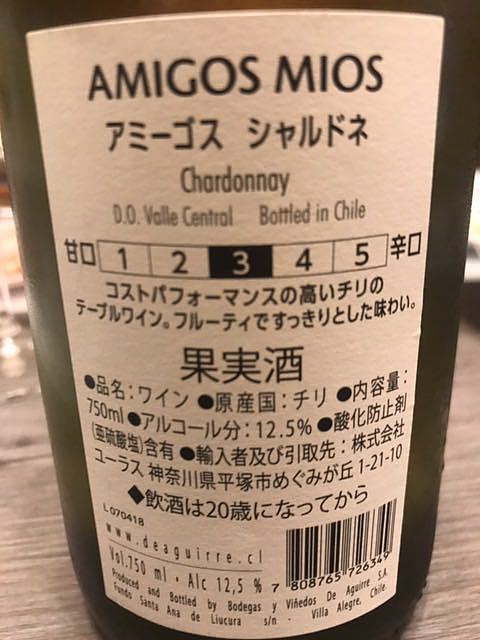 AMIGOS MIOS
アミーゴス シャルドネ
Chardonnay
D.O. Valle Central Bottled in Chile
甘口 1 2 3 4 5 辛口
コストパフォーマンスの高いチリの
テーブルワイン。フルーティですっきりとした味わい。
果実酒
●品名:ワイン ●原産国:チリ ●内容量:
750ml ●アルコール分:12.5% ●酸化防止剤
(亜硫酸塩)含有 ●輸入者及び引取先:株式会社
ユーラス 神奈川県平塚市めぐみが丘1-21-10
◆飲酒は20歳になってから
L070418
www.deaguirre.cl
Vol.750 ml · Alc 12,5 %
7 808765 726349
Produced and Bottled by Bodegas y Viñedos De Aguirre S.A.
Fundo Santa Ana de Liucura s/n - Villa Alegre, Chile.